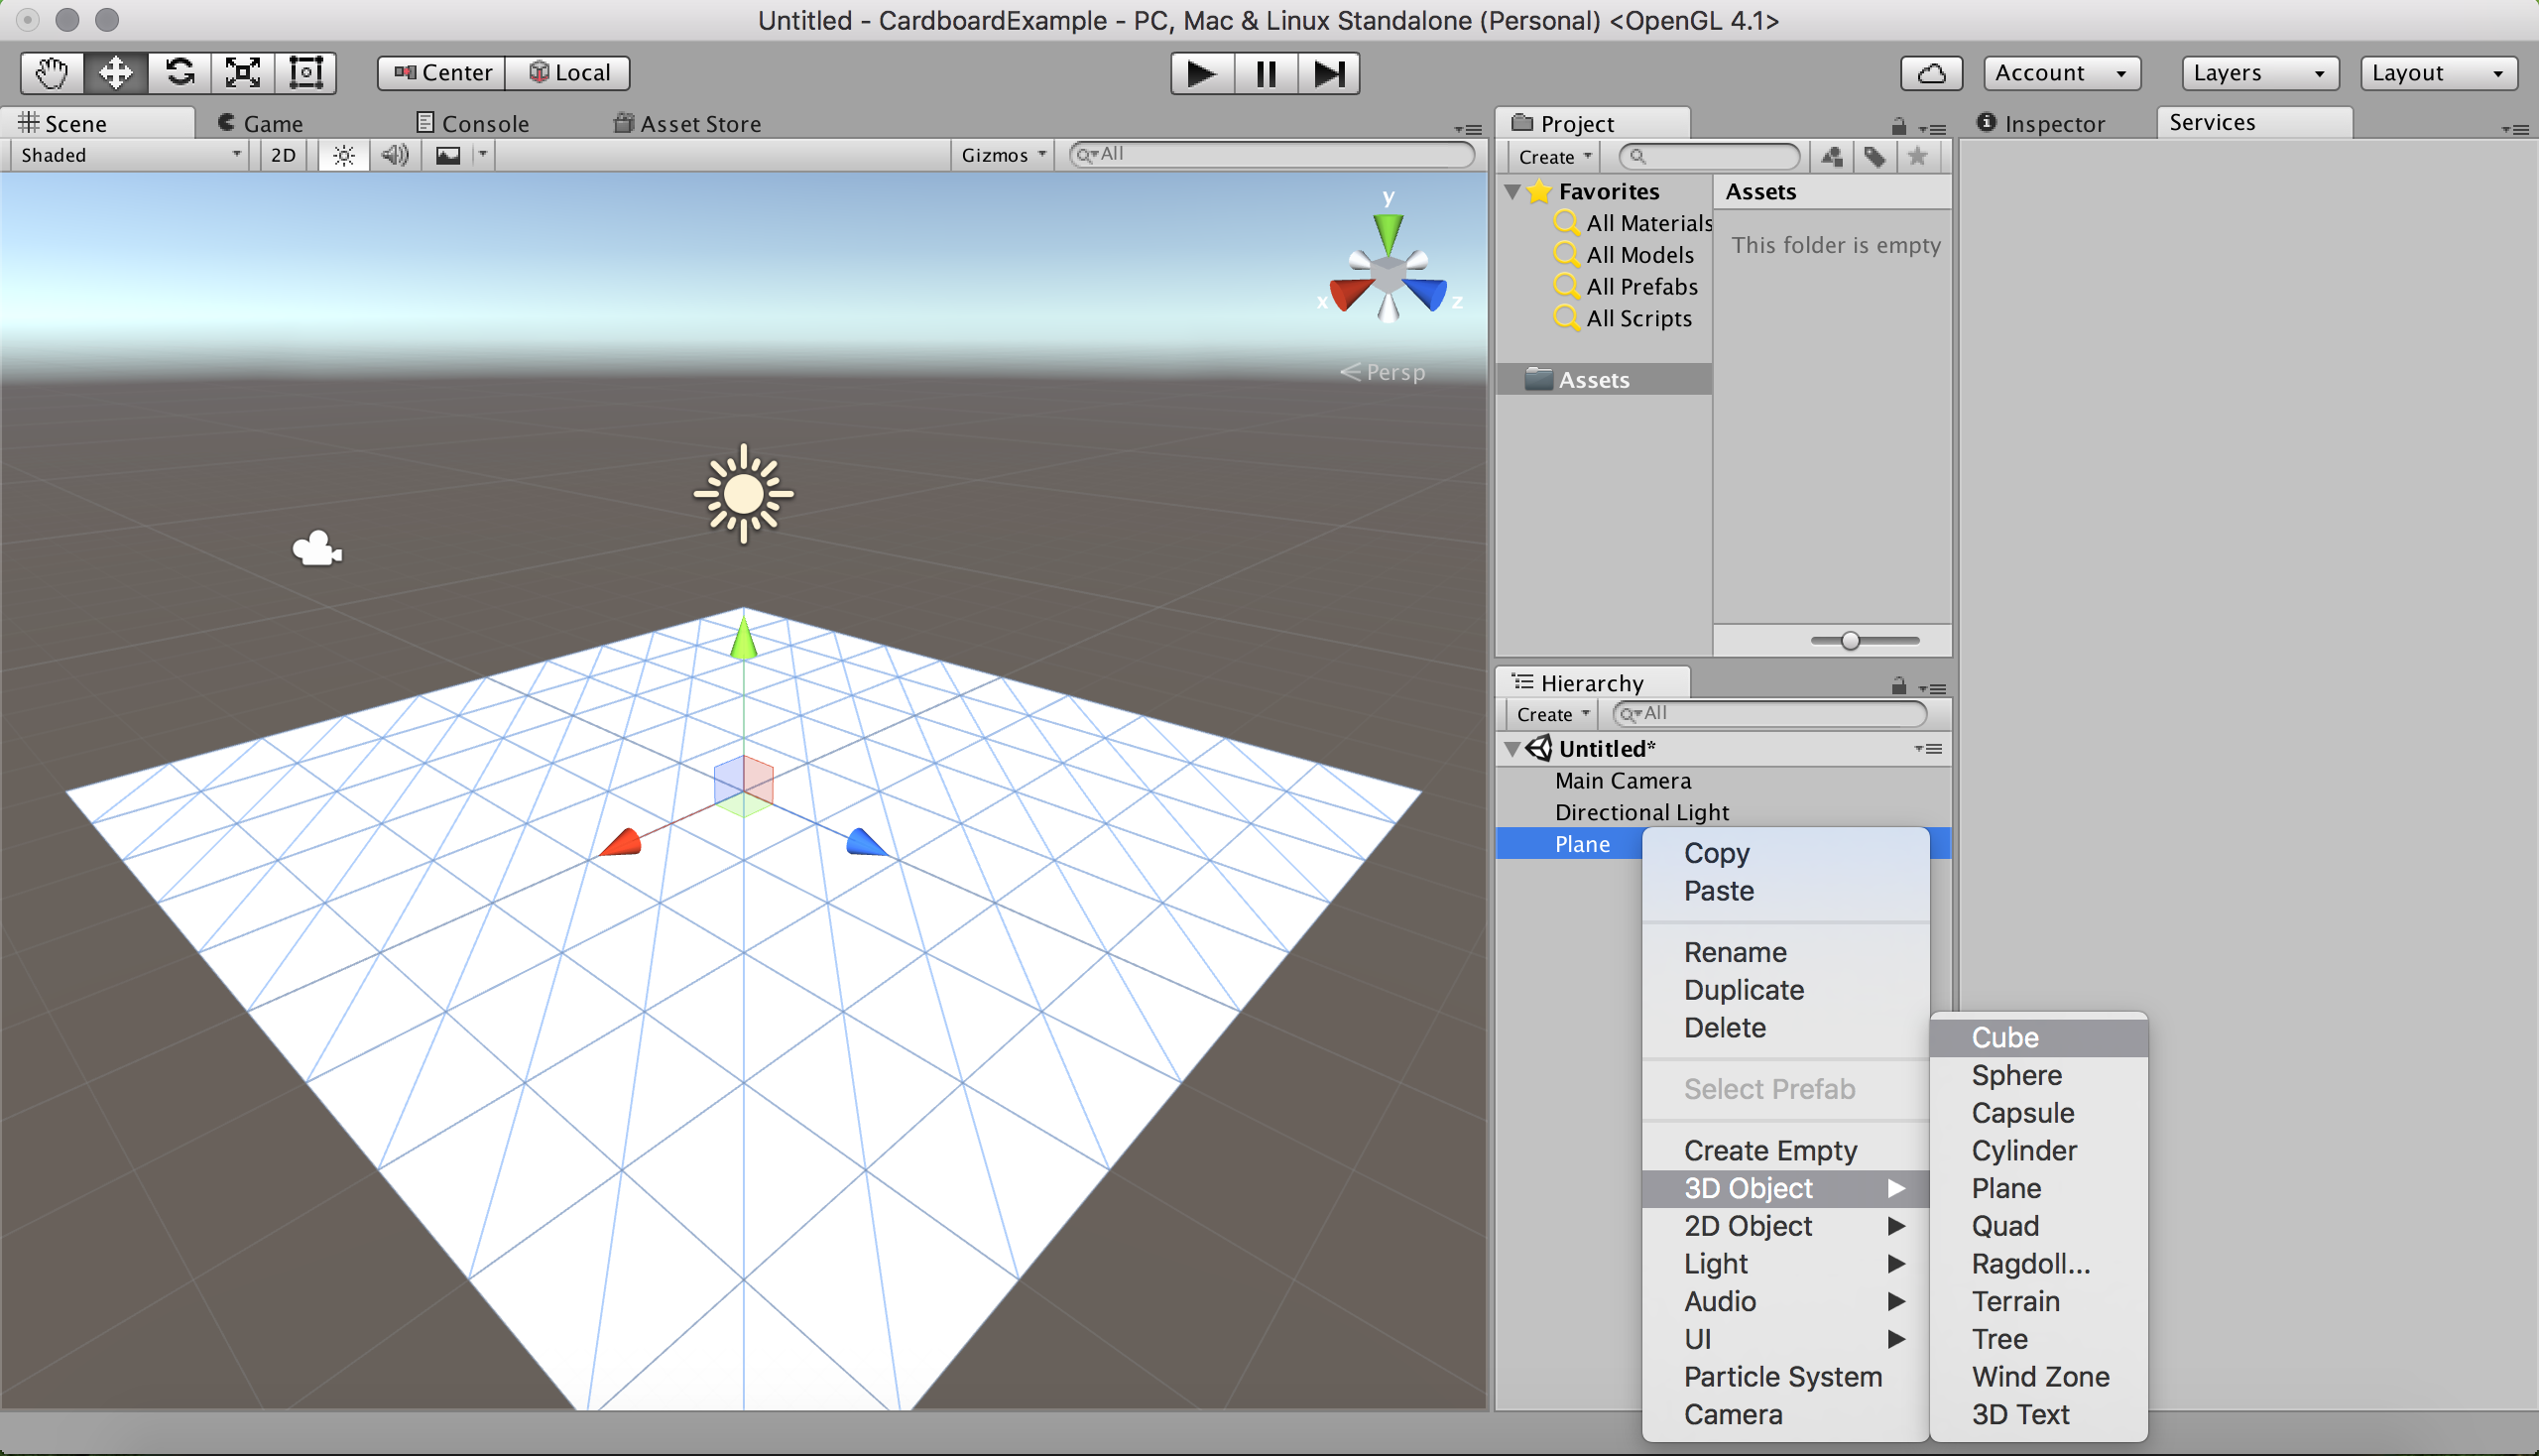 Untitled - CardboardExample - PC, Mac & Linux Standalone (Personal) <OpenGL 4.1>
Center
Local
Account
Layers
Layout
Scene
Game
Console
Asset Store
Shaded
2D
Gizmos
All
y
x
z
Persp
Project
Create
Favorites
All Materials
All Models
All Prefabs
All Scripts
Assets
Assets
This folder is empty
Hierarchy
Create
All
Untitled*
Main Camera
Directional Light
Plane
Inspector
Services
Copy
Paste
Rename
Duplicate
Delete
Select Prefab
Create Empty
3D Object
2D Object
Light
Audio
UI
Particle System
Camera
Cube
Sphere
Capsule
Cylinder
Plane
Quad
Ragdoll...
Terrain
Tree
Wind Zone
3D Text